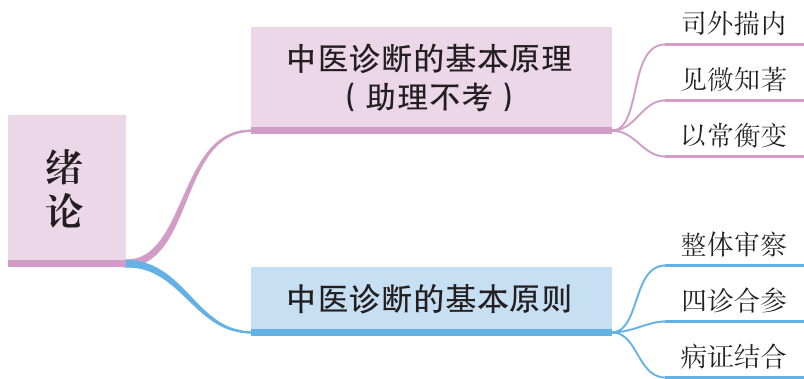 绪论
中医诊断的基本原理
（助理不考）
司外揣内
见微知著
以常衡变
中医诊断的基本原则
整体审察
四诊合参
病证结合